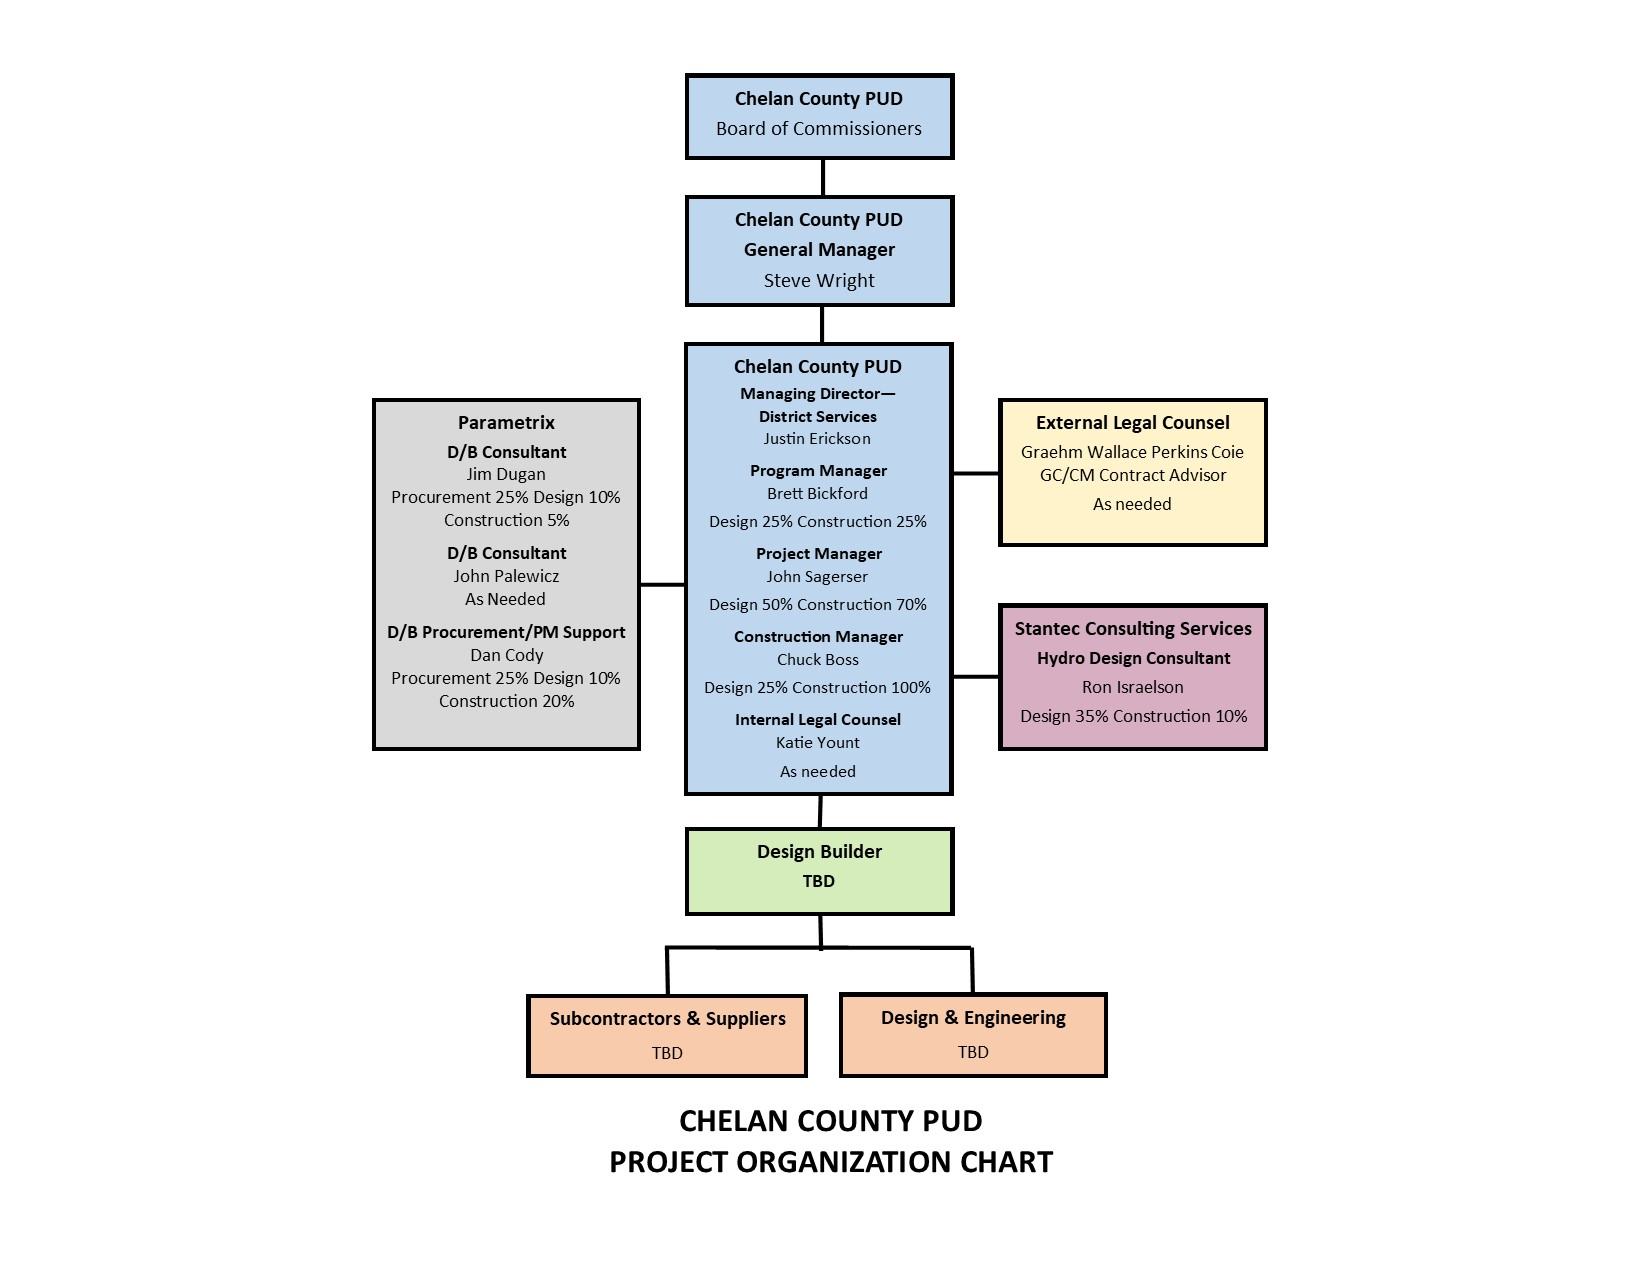 Chelan County PUD
Board of Commissioners
Chelan County PUD
General Manager
Steve Wright
Chelan County PUD
Managing Director—
District Services
Justin Erickson
Program Manager
Brett Bickford
Design 25% Construction 25%
Project Manager
John Sagerser
Design 50% Construction 70%
Construction Manager
Chuck Boss
Design 25% Construction 100%
Internal Legal Counsel
Katie Yount
As needed
Parametrix
D/B Consultant
Jim Dugan
Procurement 25% Design 10%
Construction 5%
D/B Consultant
John Palewicz
As Needed
D/B Procurement/PM Support
Dan Cody
Procurement 25% Design 10%
Construction 20%
External Legal Counsel
Graehm Wallace Perkins Coie
GC/CM Contract Advisor
As needed
Stantec Consulting Services
Hydro Design Consultant
Ron Israelson
Design 35% Construction 10%
Design Builder
TBD
Subcontractors & Suppliers
TBD
Design & Engineering
TBD
CHELAN COUNTY PUD
PROJECT ORGANIZATION CHART